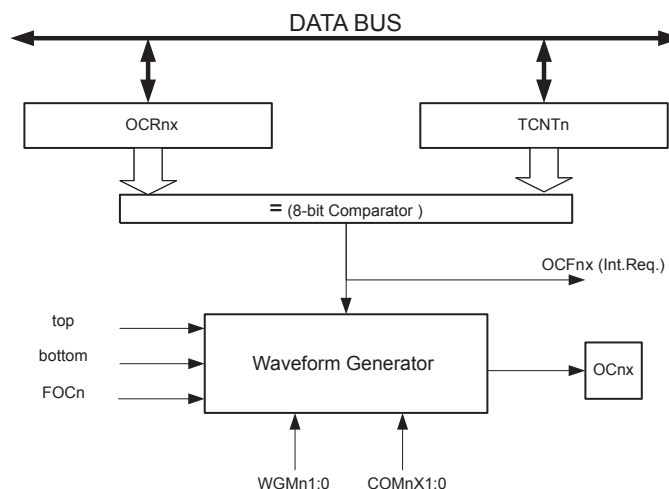 DATA BUS
OCRnx
TCNTn
= (8-bit Comparator )
OCFnx (Int.Req.)
top
bottom
FOCn
Waveform Generator
OCnx
WGMn1:0
COMnX1:0